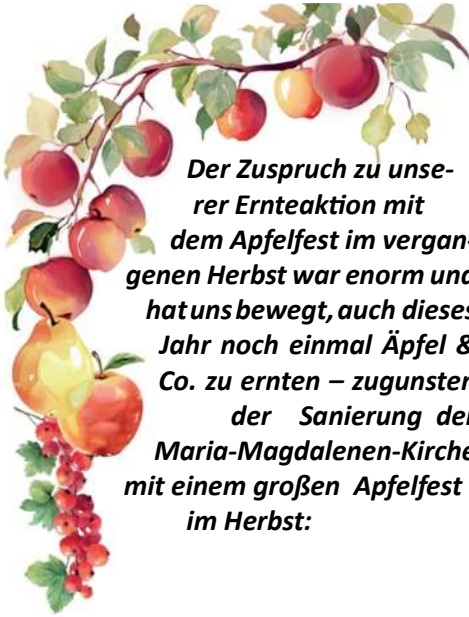 Der Zuspruch zu unse-
rer Ernteaktion mit
dem Apfelfest im vergan-
genen Herbst war enorm und
hat uns bewegt, auch dieses
Jahr noch einmal Äpfel &
Co. zu ernten – zugunsten
der Sanierung der
Maria-Magdalenen-Kirche
mit einem großen Apfelfest
im Herbst: